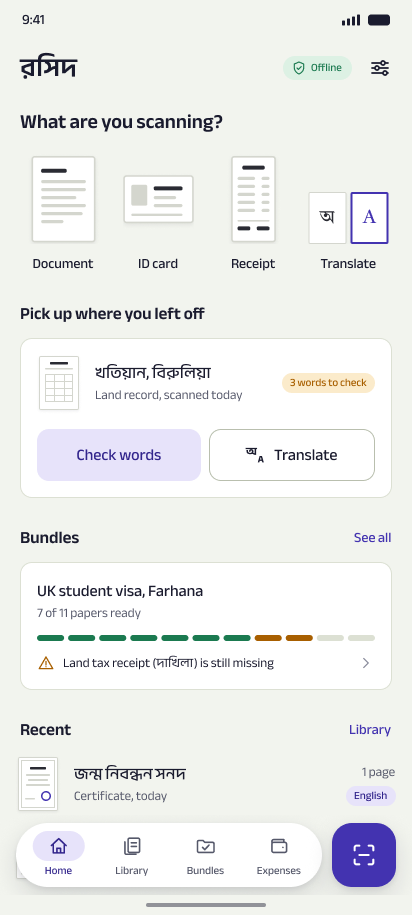 9:41
রসিদ
Offline
What are you scanning?
অ
A
Document
ID card
Receipt
Translate
Pick up where you left off
খতিয়ান, বিরুলিয়া
Land record, scanned today
3 words to check
Check words
অA Translate
Bundles
See all
UK student visa, Farhana
7 of 11 papers ready
Land tax receipt (দাখিলা) is still missing
Recent
Library
জন্ম নিবন্ধন সনদ
1 page
Certificate, today
English
Home
Library
Bundles
Expenses